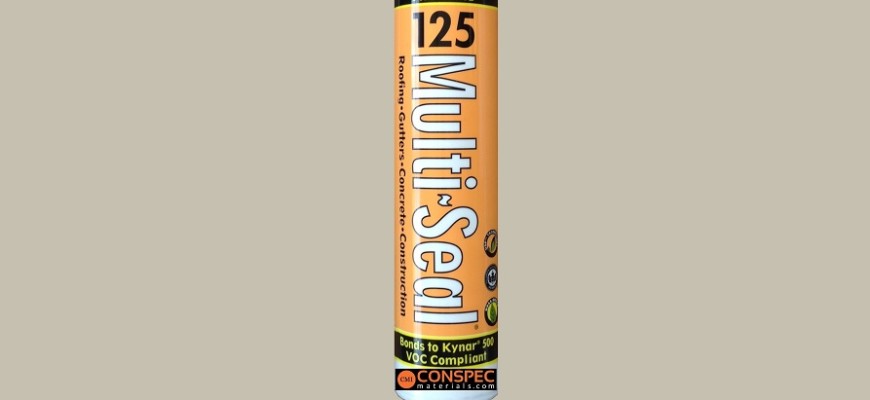 125
Multi~Seal®
Roofing • Gutters • Concrete • Construction
Bonds to Kynar® 500
VOC Compliant
CMI CONSPEC
materials.com